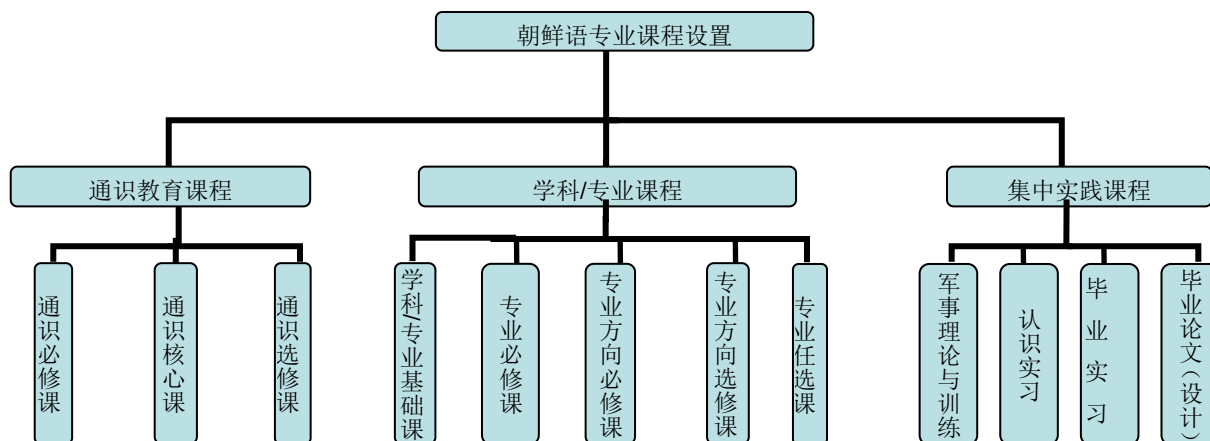 朝鲜语专业课程设置
通识教育课程
学科/专业课程
集中实践课程
通识必修课
通识核心课
通识选修课
学科/专业基础课
专业必修课
专业方向必修课
专业方向选修课
专业任选课
军事理论与训练
认识实习
毕业实习
毕业论文（设计）